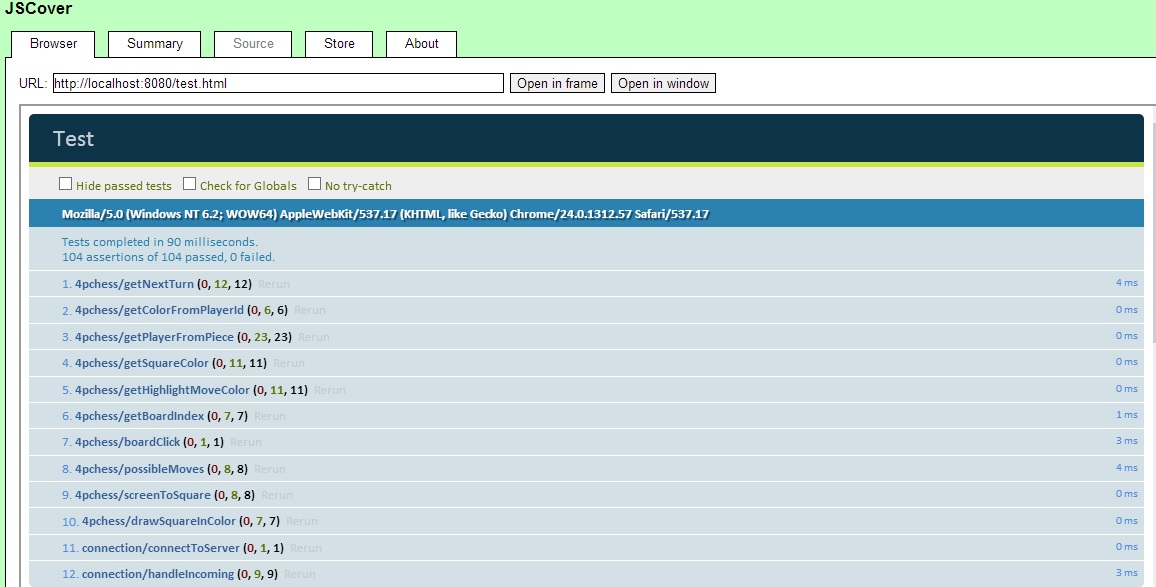 JSCover
Browser Summary Source Store About
URL: http://localhost:8080/test.html Open in frame Open in window
Test
Hide passed tests Check for Globals No try-catch
Mozilla/5.0 (Windows NT 6.2; WOW64) AppleWebKit/537.17 (KHTML, like Gecko) Chrome/24.0.1312.57 Safari/537.17
Tests completed in 90 milliseconds.
104 assertions of 104 passed, 0 failed.
1. 4pchess/getNextTurn (0, 12, 12) Rerun 4 ms
2. 4pchess/getColorFromPlayerId (0, 6, 6) Rerun 0 ms
3. 4pchess/getPlayerFromPiece (0, 23, 23) Rerun 0 ms
4. 4pchess/getSquareColor (0, 11, 11) Rerun 0 ms
5. 4pchess/getHighlightMoveColor (0, 11, 11) Rerun 0 ms
6. 4pchess/getBoardIndex (0, 7, 7) Rerun 1 ms
7. 4pchess/boardClick (0, 1, 1) Rerun 3 ms
8. 4pchess/possibleMoves (0, 8, 8) Rerun 4 ms
9. 4pchess/screenToSquare (0, 8, 8) Rerun 0 ms
10. 4pchess/drawSquareInColor (0, 7, 7) Rerun 0 ms
11. connection/connectToServer (0, 1, 1) Rerun 0 ms
12. connection/handleIncoming (0, 9, 9) Rerun 3 ms